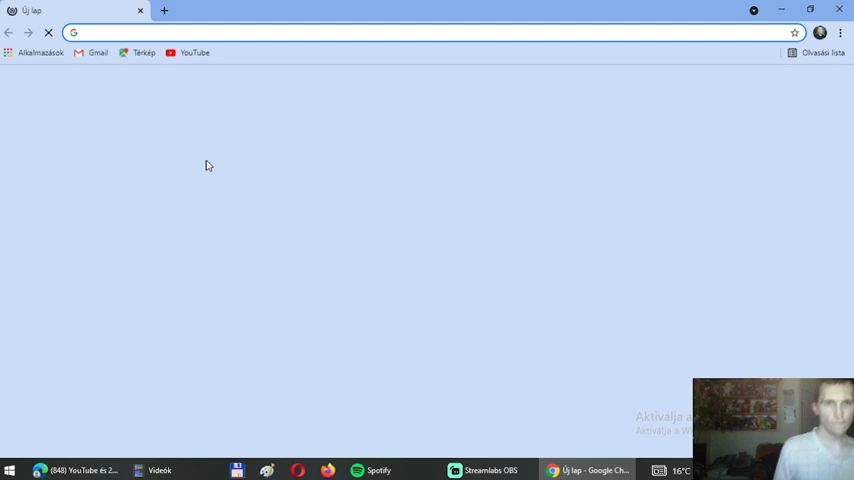 Új lap
Alkalmazások Gmail Térkép YouTube Olvasási lista
Aktiválja a
Aktiválja a W
(848) YouTube és 2... Videók Spotify Streamlabs OBS Új lap - Google Ch... 16°C